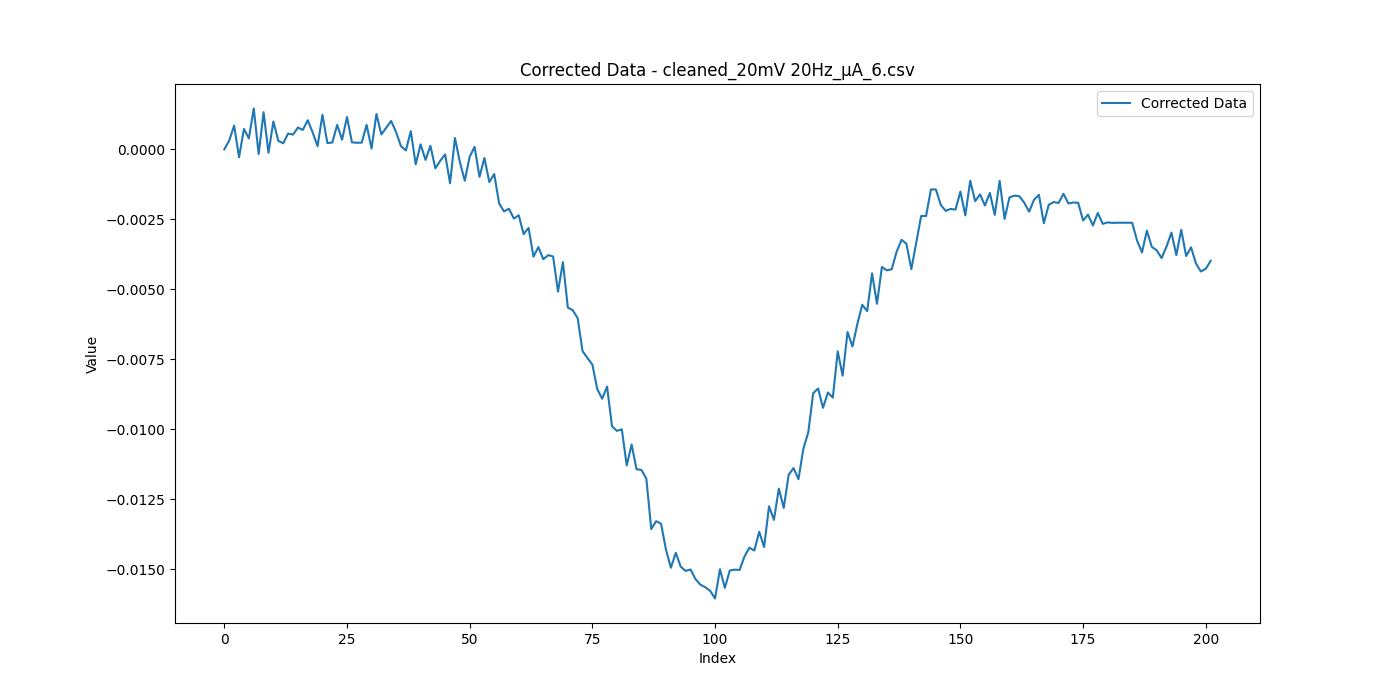 Corrected Data - cleaned_20mV 20Hz_μA_6.csv
Corrected Data
0.0000
−0.0025
−0.0050
−0.0075
−0.0100
−0.0125
−0.0150
Value
0 25 50 75 100 125 150 175 200
Index